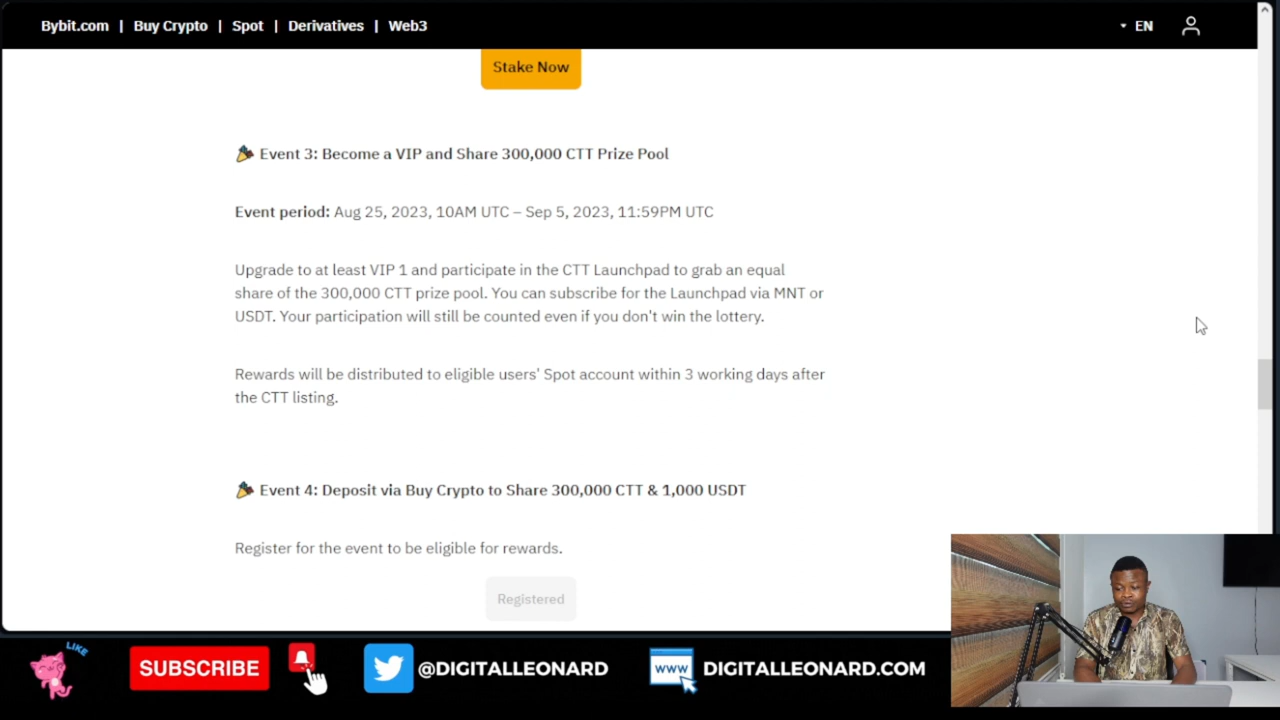 Bybit.com | Buy Crypto | Spot | Derivatives | Web3 EN
Stake Now
Event 3: Become a VIP and Share 300,000 CTT Prize Pool
Event period: Aug 25, 2023, 10AM UTC – Sep 5, 2023, 11:59PM UTC
Upgrade to at least VIP 1 and participate in the CTT Launchpad to grab an equal
share of the 300,000 CTT prize pool. You can subscribe for the Launchpad via MNT or
USDT. Your participation will still be counted even if you don't win the lottery.
Rewards will be distributed to eligible users' Spot account within 3 working days after
the CTT listing.
Event 4: Deposit via Buy Crypto to Share 300,000 CTT & 1,000 USDT
Register for the event to be eligible for rewards.
Registered
LIKE
SUBSCRIBE
@DIGITALLEONARD
WWW
DIGITALLEONARD.COM